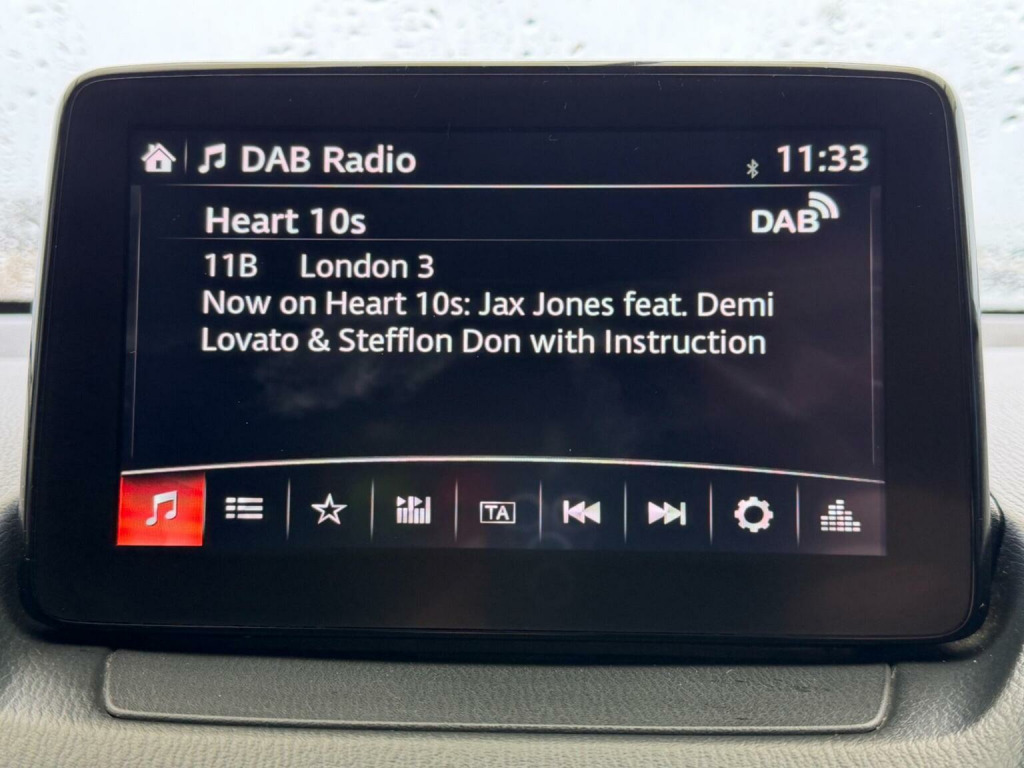 DAB Radio 11:33
Heart 10s DAB
11B London 3
Now on Heart 10s: Jax Jones feat. Demi
Lovato & Stefflon Don with Instruction
TA